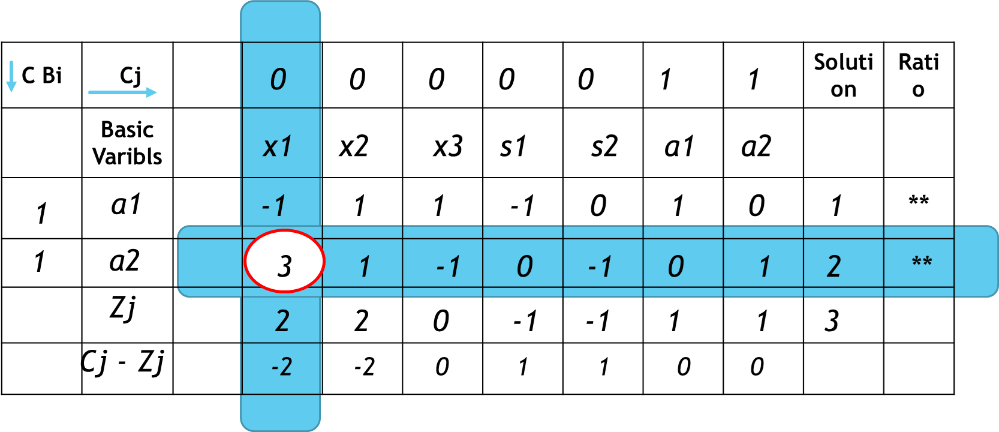 C Bi Cj 0 0 0 0 0 1 1 Soluti on Rati o
Basic Varibls x1 x2 x3 s1 s2 a1 a2
1 a1 -1 1 1 -1 0 1 0 1 **
1 a2 3 1 -1 0 -1 0 1 2 **
Zj 2 2 0 -1 -1 1 1 3
Cj - Zj -2 -2 0 1 1 0 0